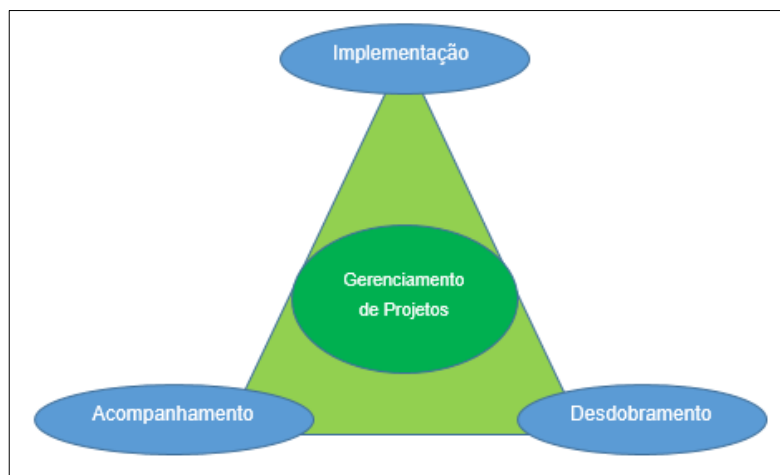 Implementação
Gerenciamento
de Projetos
Acompanhamento
Desdobramento